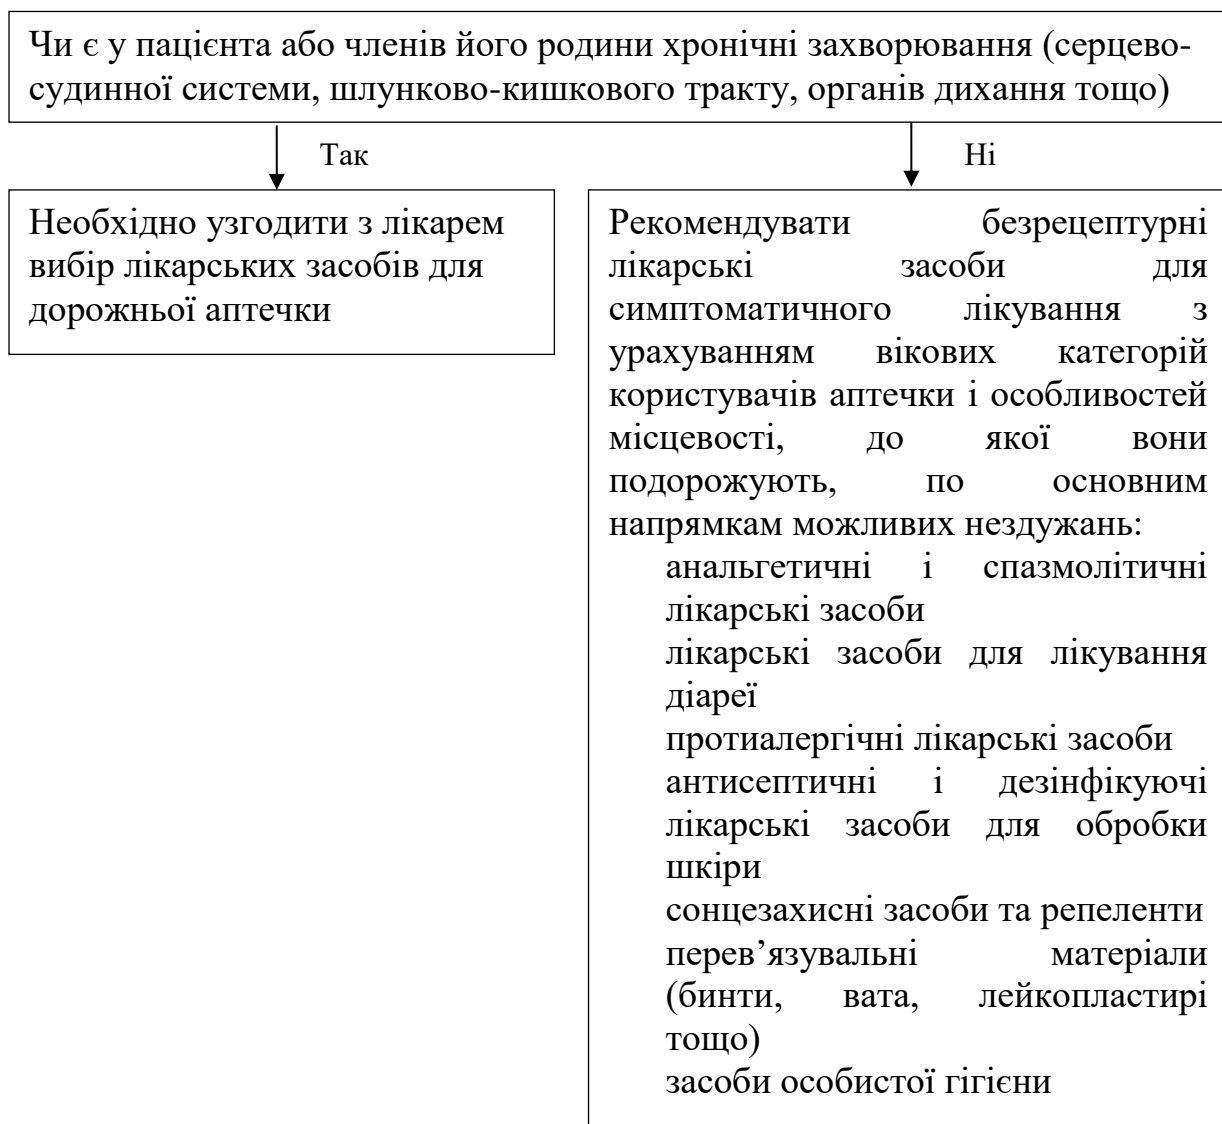 Чи є у пацієнта або членів його родини хронічні захворювання (серцево-
судинної системи, шлунково-кишкового тракту, органів дихання тощо)
Так
Ні
Необхідно узгодити з лікарем
вибір лікарських засобів для
дорожньої аптечки
Рекомендувати безрецептурні
лікарські засоби для
симптоматичного лікування з
урахуванням вікових категорій
користувачів аптечки і особливостей
місцевості, до якої вони
подорожують, по основним
напрямкам можливих нездужань:
анальгетичні і спазмолітичні
лікарські засоби
лікарські засоби для лікування
діареї
протиалергічні лікарські засоби
антисептичні і дезінфікуючі
лікарські засоби для обробки
шкіри
сонцезахисні засоби та репеленти
перев’язувальні матеріали
(бинти, вата, лейкопластирі
тощо)
засоби особистої гігієни